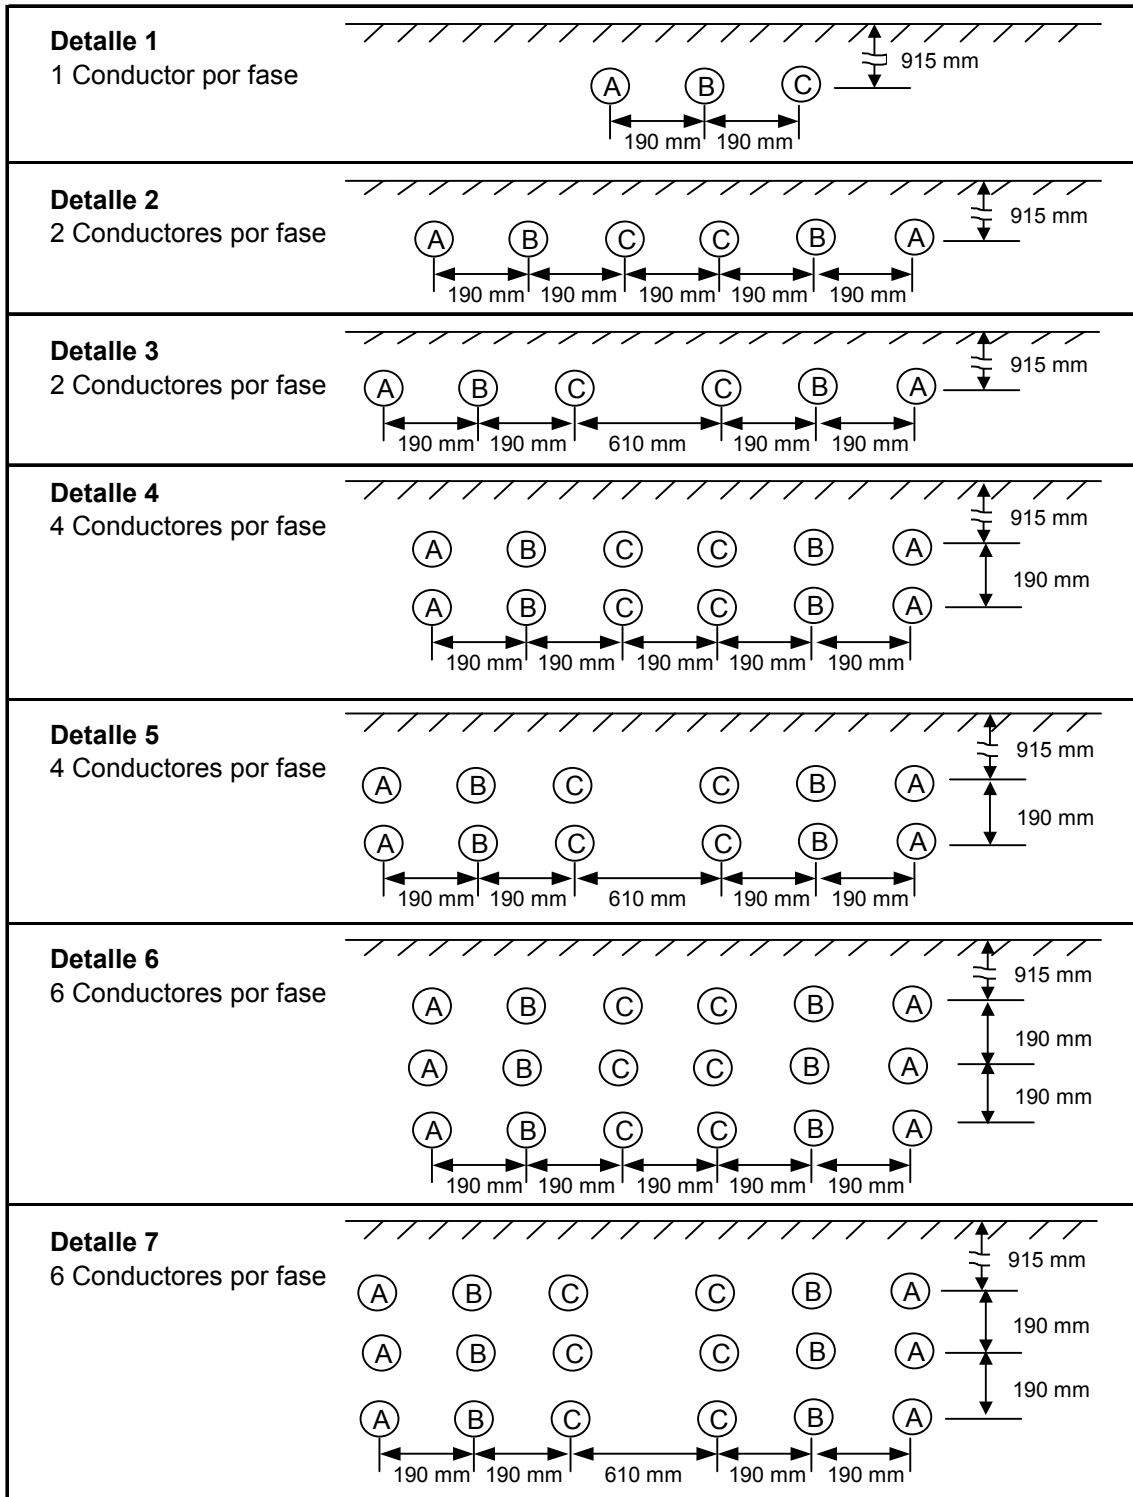 Detalle 1
1 Conductor por fase
915 mm
A B C
190 mm 190 mm
Detalle 2
2 Conductores por fase
915 mm
A B C C B A
190 mm 190 mm 190 mm 190 mm 190 mm
Detalle 3
2 Conductores por fase
915 mm
A B C C B A
190 mm 190 mm 610 mm 190 mm 190 mm
Detalle 4
4 Conductores por fase
915 mm
A B C C B A
190 mm
A B C C B A
190 mm 190 mm 190 mm 190 mm 190 mm
Detalle 5
4 Conductores por fase
915 mm
A B C C B A
190 mm
A B C C B A
190 mm 190 mm 610 mm 190 mm 190 mm
Detalle 6
6 Conductores por fase
915 mm
A B C C B A
190 mm
A B C C B A
190 mm
A B C C B A
190 mm 190 mm 190 mm 190 mm 190 mm
Detalle 7
6 Conductores por fase
915 mm
A B C C B A
190 mm
A B C C B A
190 mm
A B C C B A
190 mm 190 mm 610 mm 190 mm 190 mm